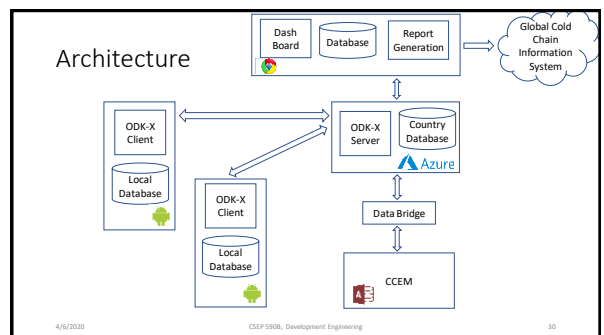 Architecture
Dash
Board
Database
Report
Generation
Global Cold
Chain
Information
System
ODK-X
Client
Local
Database
ODK-X
Client
Local
Database
ODK-X
Server
Country
Database
Azure
Data Bridge
CCEM
A
4/6/2020
CSEP 590B, Development Engineering
30